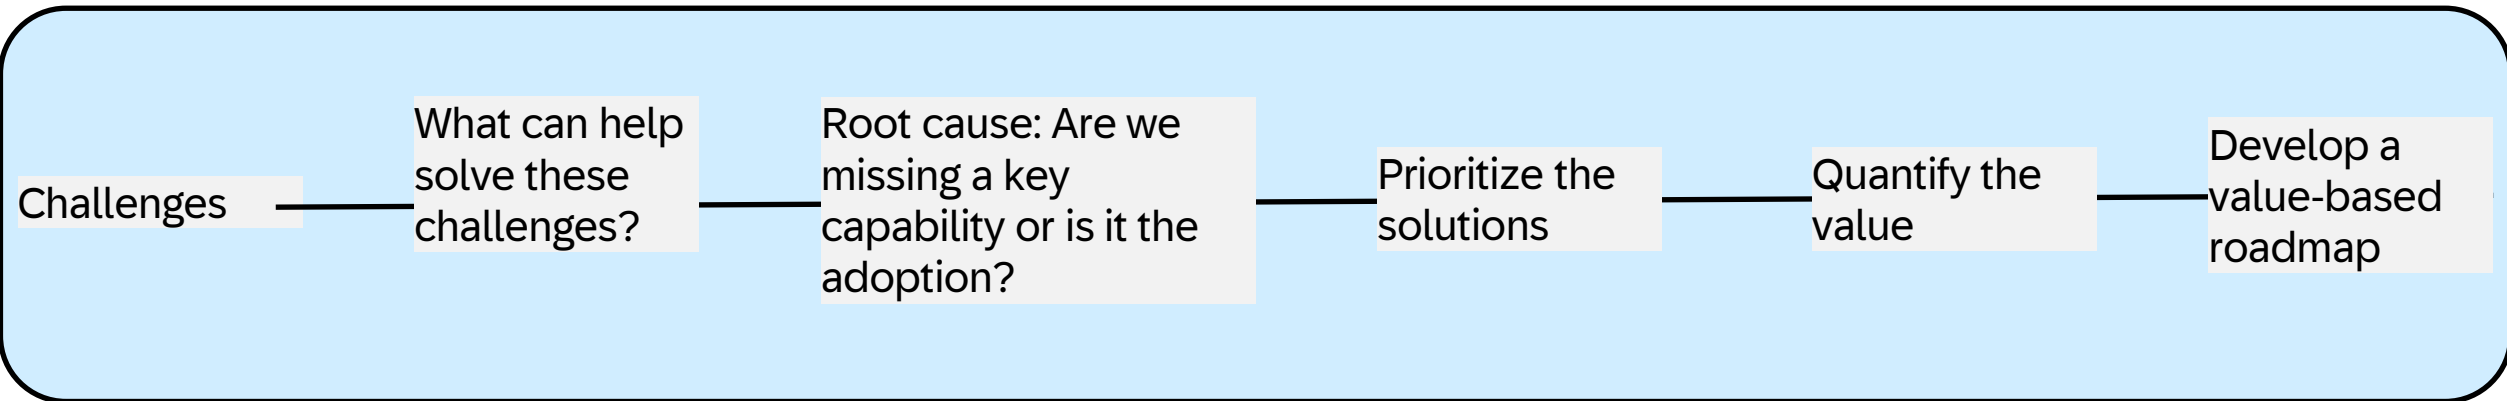 Challenges
What can help
solve these
challenges?
Root cause: Are we
missing a key
capability or is it the
adoption?
Prioritize the
solutions
Quantify the
value
Develop a
value-based
roadmap